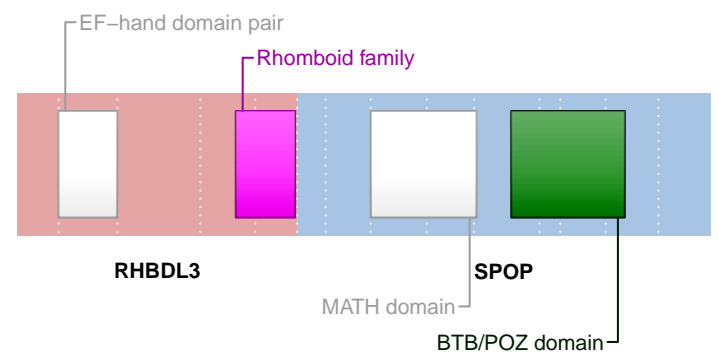 EF−hand domain pair
Rhomboid family
RHBDL3
SPOP
MATH domain
BTB/POZ domain